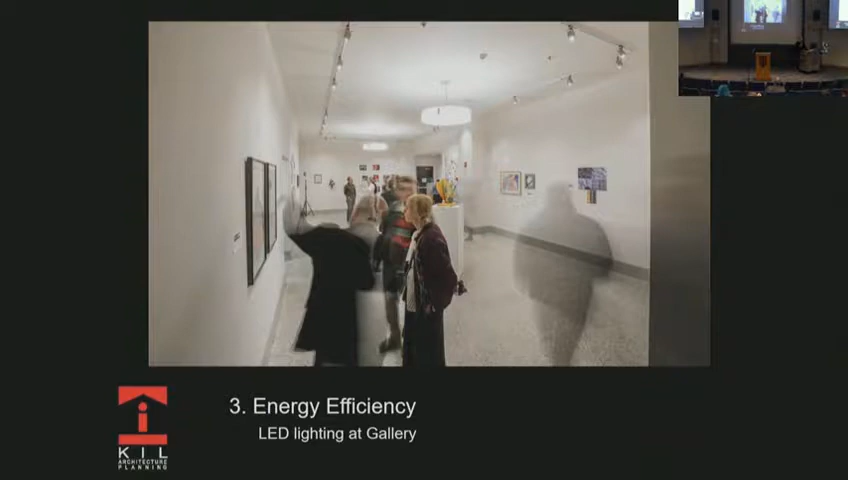 3. Energy Efficiency
LED lighting at Gallery
KIL
ARCHITECTURE
PLANNING